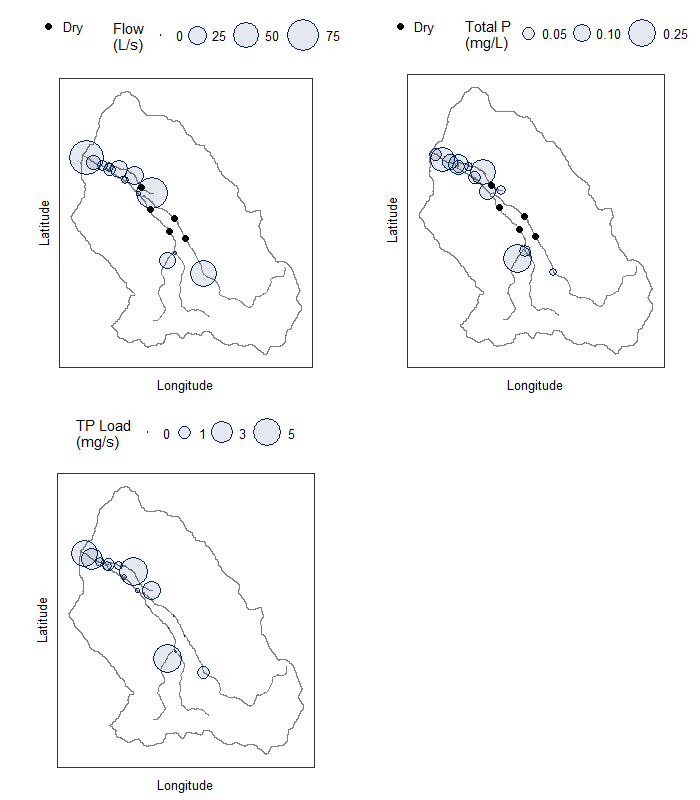 Dry Flow (L/s) 0 25 50 75
Dry Total P (mg/L) 0.05 0.10 0.25
Latitude
Longitude
Latitude
Longitude
TP Load (mg/s) 0 1 3 5
Latitude
Longitude